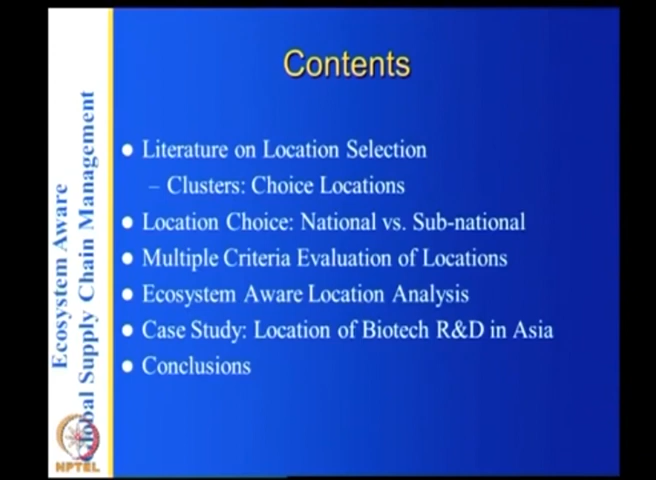 Contents
Literature on Location Selection
– Clusters: Choice Locations
Location Choice: National vs. Sub-national
Multiple Criteria Evaluation of Locations
Ecosystem Aware Location Analysis
Case Study: Location of Biotech R&D in Asia
Conclusions
Ecosystem Aware
Global Supply Chain Management
NPTEL